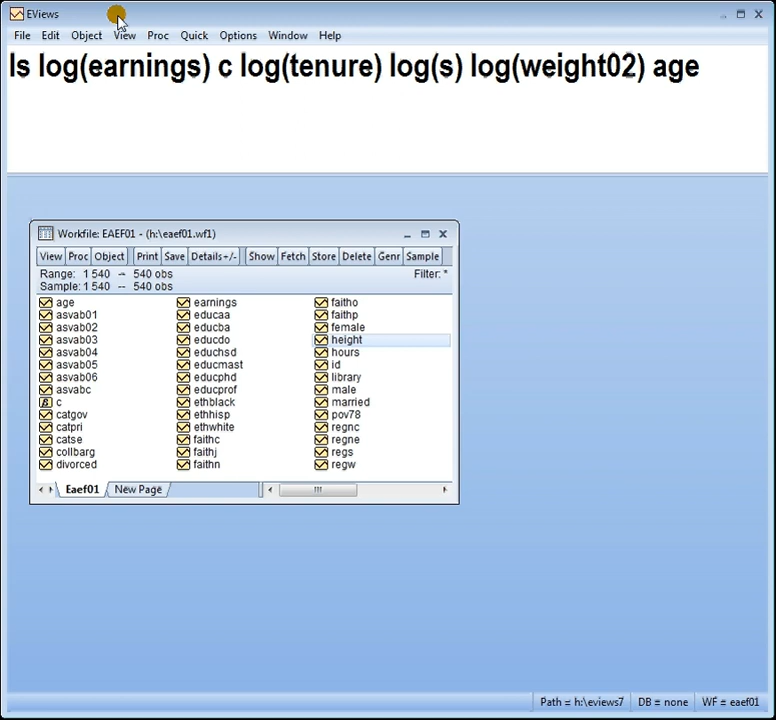 EViews
File Edit Object View Proc Quick Options Window Help
ls log(earnings) c log(tenure) log(s) log(weight02) age
Workfile: EAEF01 - (h:\eaef01.wf1)
View Proc Object Print Save Details+/- Show Fetch Store Delete Genr Sample
Range: 1 540 -- 540 obs Filter: *
Sample: 1 540 -- 540 obs
age earnings faitho
asvab01 educaa faithp
asvab02 educba female
asvab03 educdo height
asvab04 educhsd hours
asvab05 educmast id
asvab06 educphd library
asvabc educprof male
c ethblack married
catgov ethhisp pov78
catpri ethwhite regnc
catse faithc regne
collbarg faithj regs
divorced faithn regw
Eaef01 New Page
Path = h:\eviews7 DB = none WF = eaef01